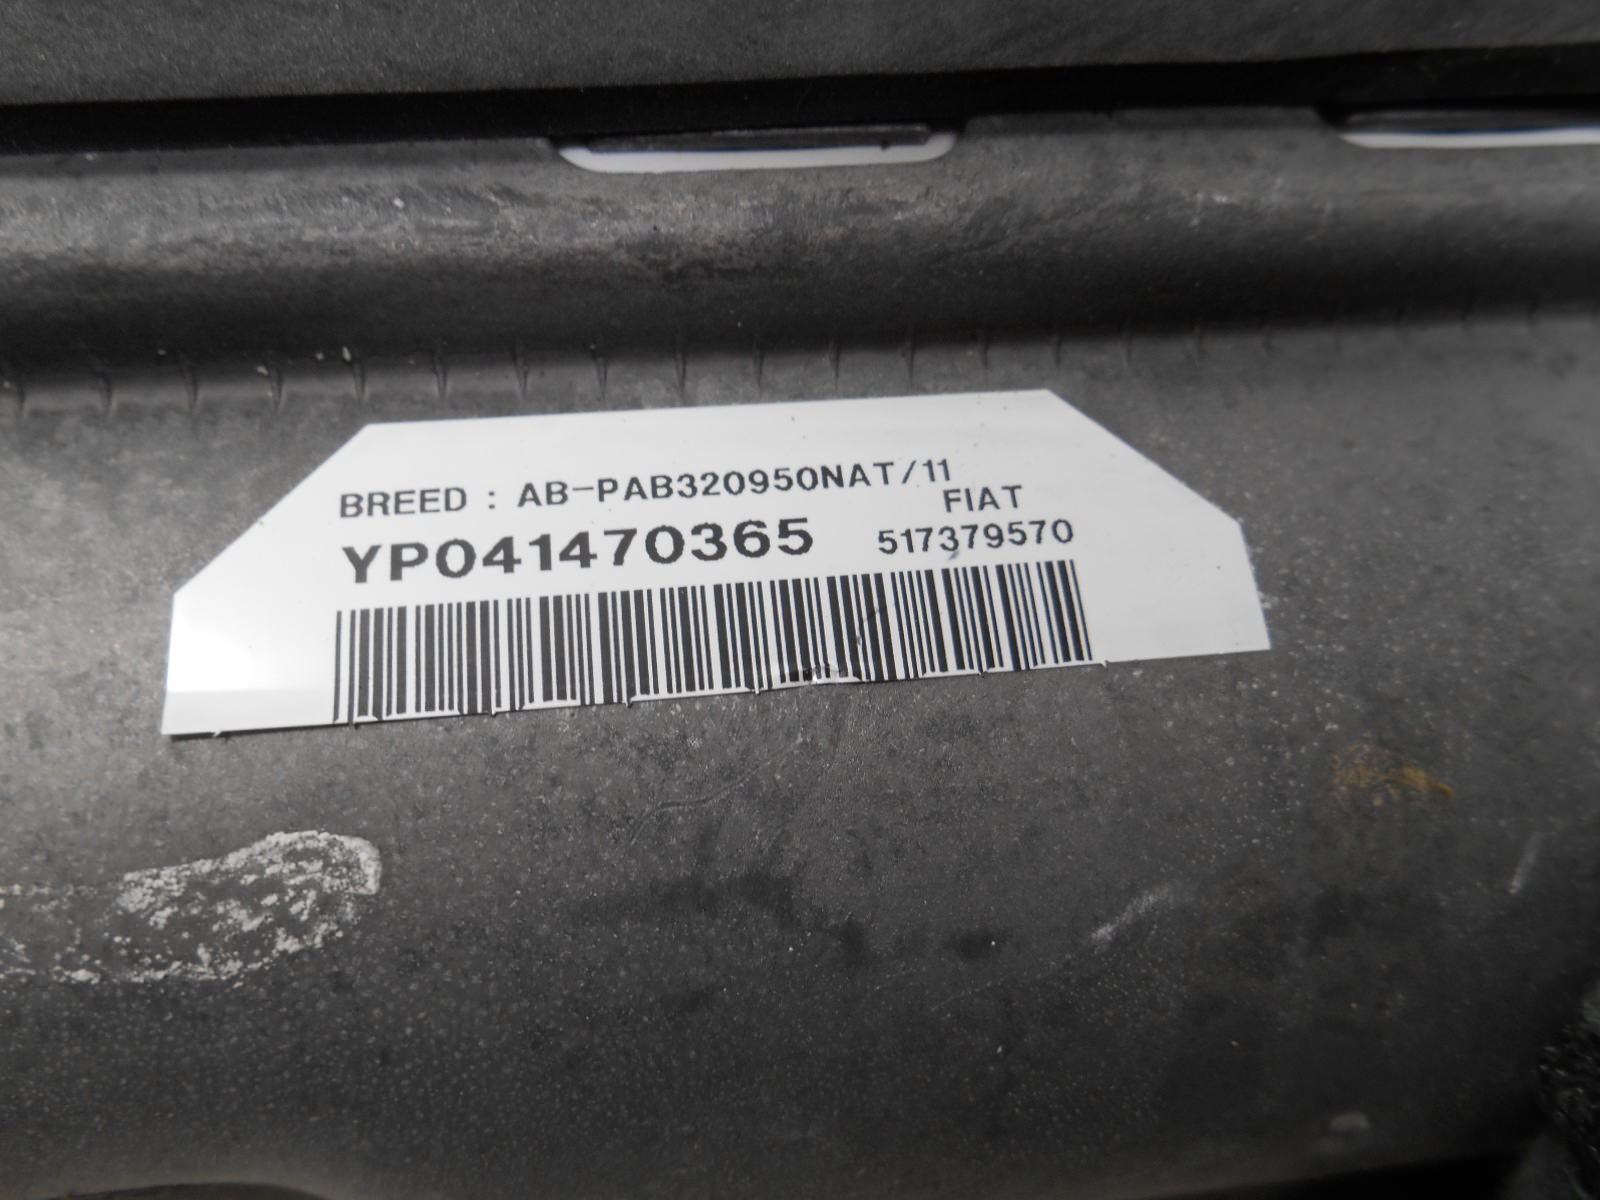 BREED : AB-PAB320950NAT/11
FIAT
YP041470365 517379570